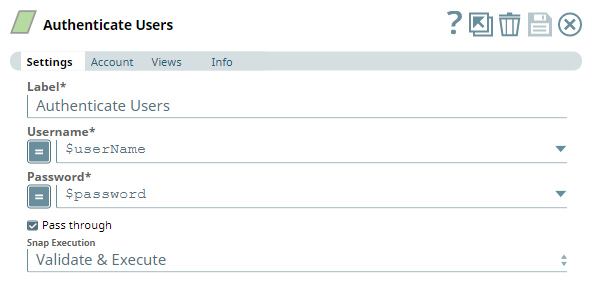 Authenticate Users
?
Settings Account Views Info
Label*
Authenticate Users
Username*
= $userName
Password*
= $password
Pass through
Snap Execution
Validate & Execute